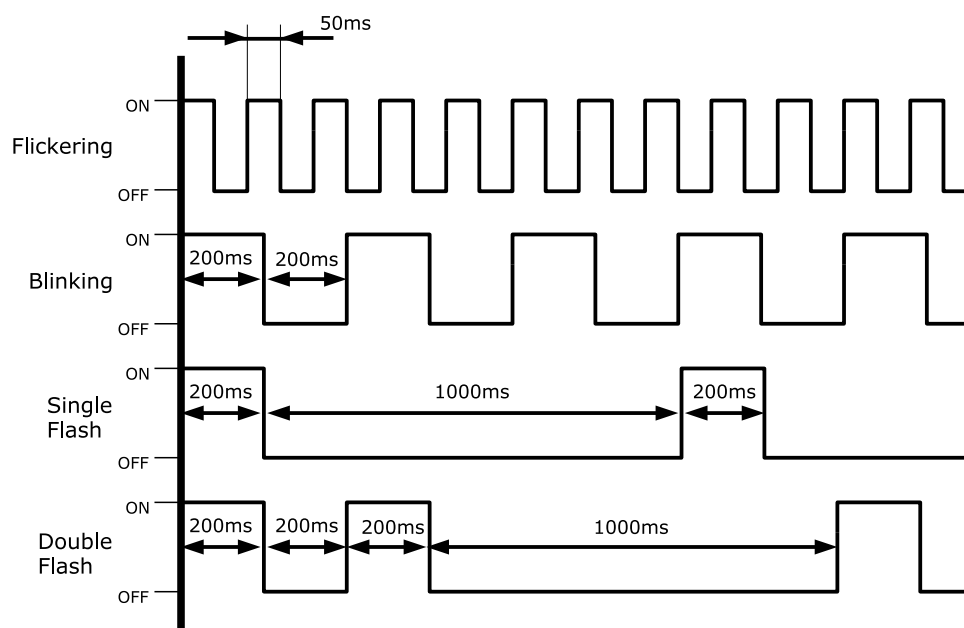 50ms
ON
Flickering
OFF
ON
200ms 200ms
Blinking
OFF
ON
200ms 1000ms 200ms
Single
Flash
OFF
ON
200ms 200ms 200ms 1000ms
Double
Flash
OFF